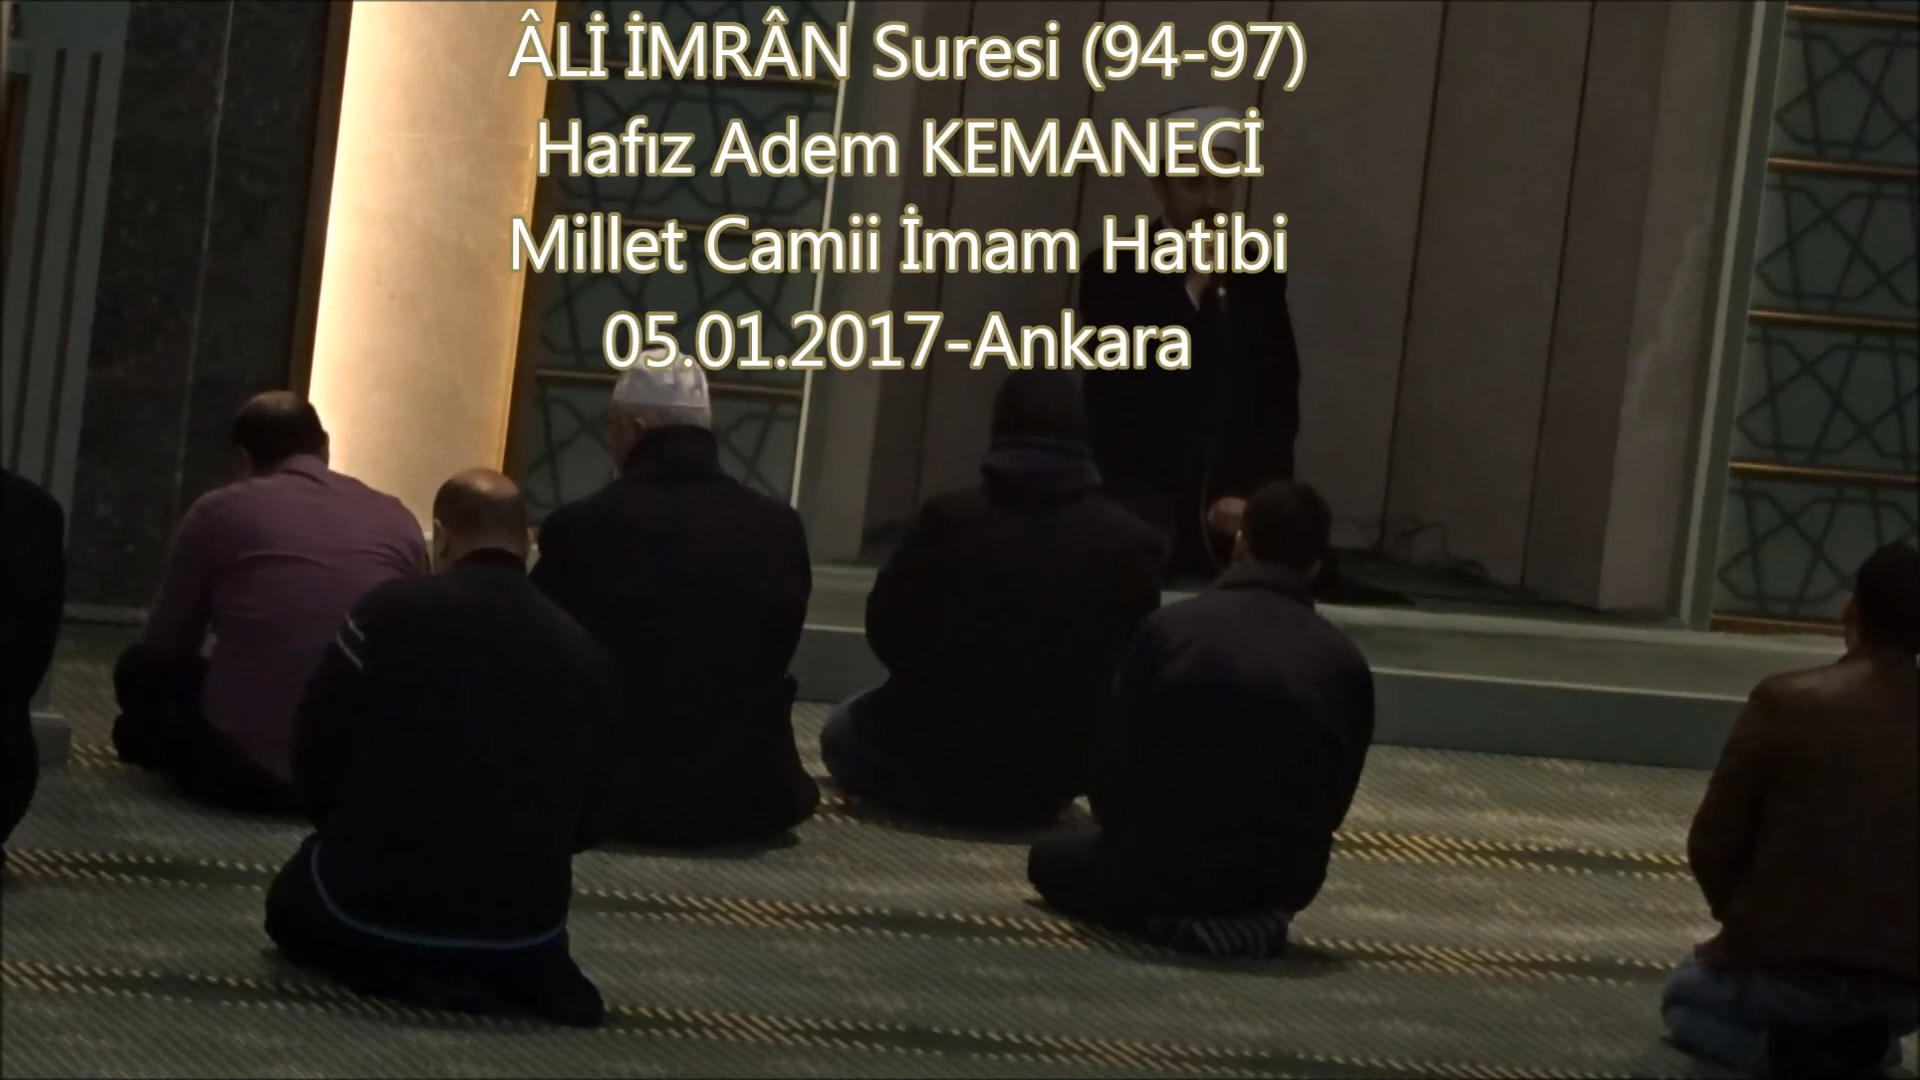 ÂLİ İMRÂN Suresi (94-97)
Hafız Adem KEMANECİ
Millet Camii İmam Hatibi
05.01.2017-Ankara